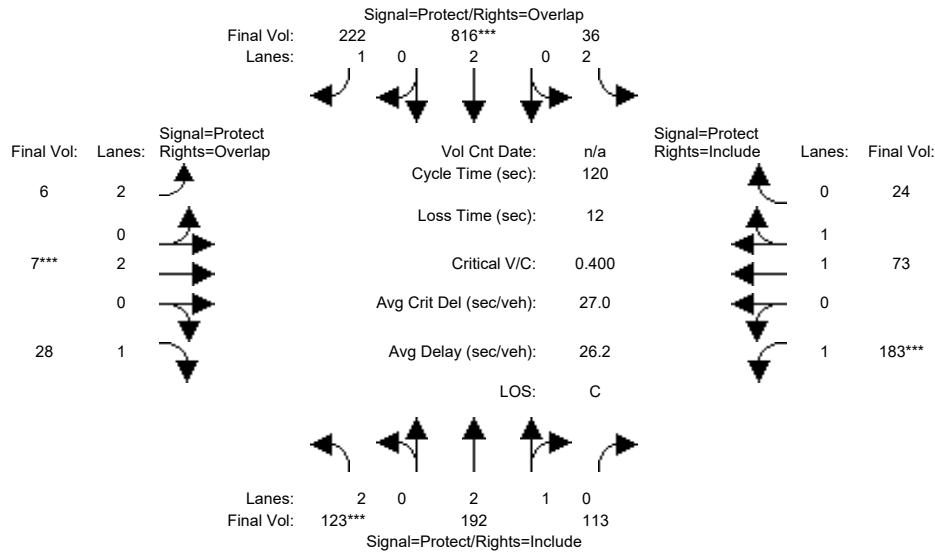 Signal=Protect/Rights=Overlap
Final Vol: 222 816*** 36
Lanes: 1 0 2 0 2
Signal=Protect
Final Vol: Lanes: Rights=Overlap
Vol Cnt Date: n/a
Signal=Protect
Rights=Include Lanes: Final Vol:
Cycle Time (sec): 120
6 2
0 24
Loss Time (sec): 12
0
1
7*** 2
Critical V/C: 0.400
1 73
0
Avg Crit Del (sec/veh): 27.0
0
28 1
Avg Delay (sec/veh): 26.2
1 183***
LOS: C
Lanes: 2 0 2 1 0
Final Vol: 123*** 192 113
Signal=Protect/Rights=Include